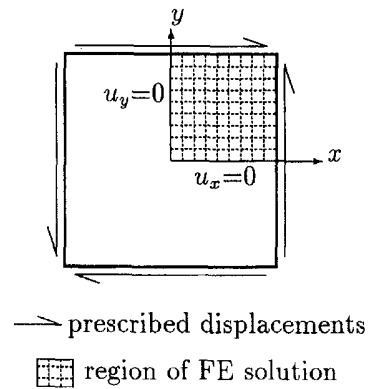 y
u_y=0
x
u_x=0
prescribed displacements
region of FE solution